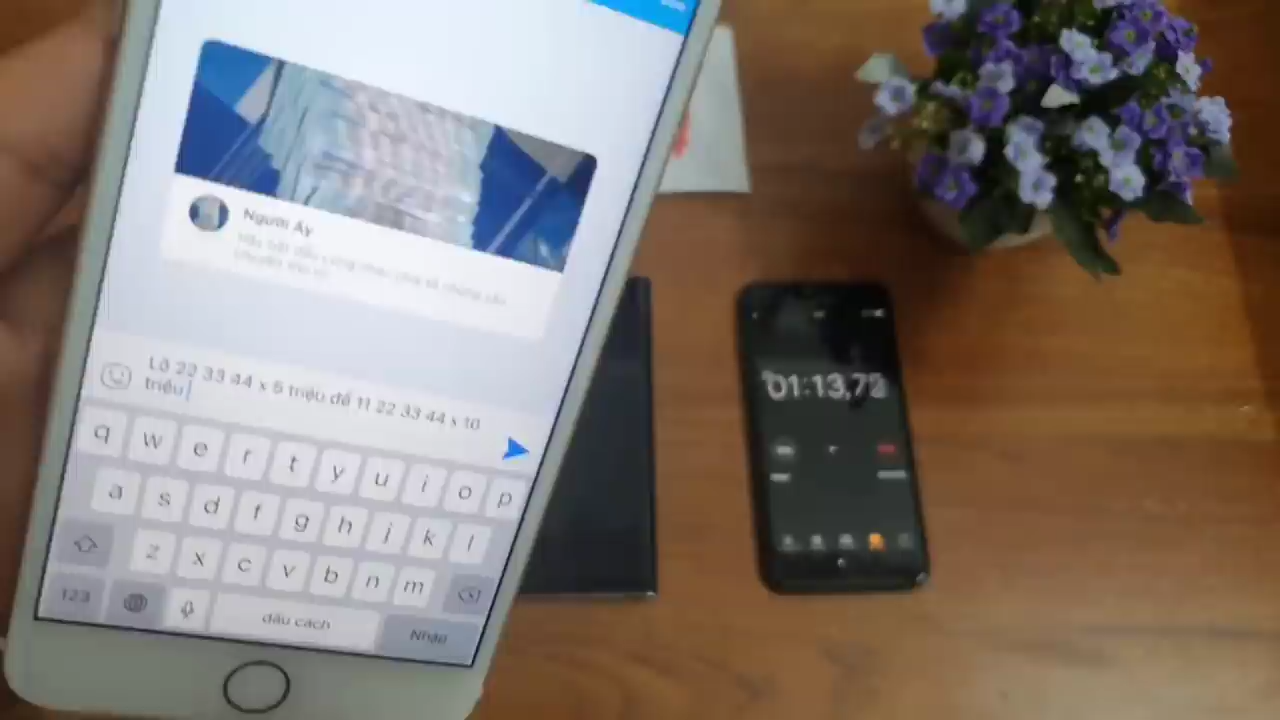 Người Ấy
Lô 22 33 44 x 5 triệu đề 11 22 33 44 x 10
triệu
01:13,72
q w e r t y u i o p
a s d f g h j k l
z x c v b n m
123
dấu cách
Nhập